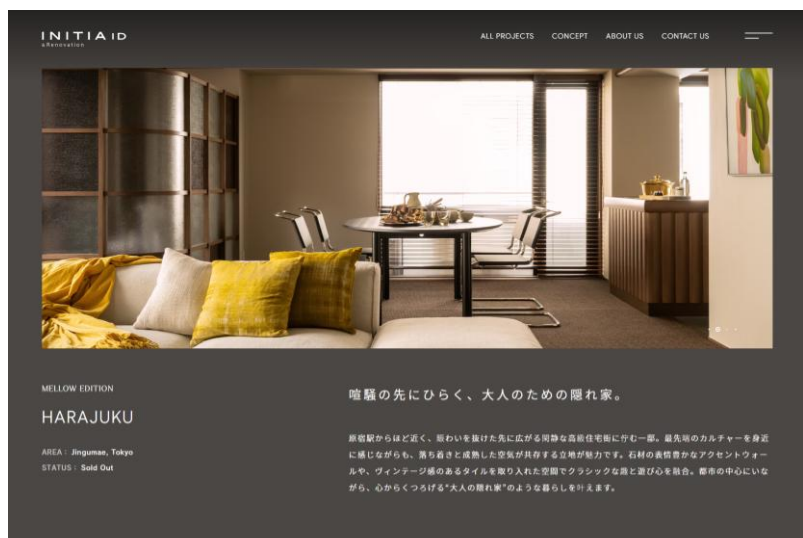 INITIA ID
&Renovation
ALL PROJECTS
CONCEPT
ABOUT US
CONTACT US
MELLOW EDITION
HARAJUKU
AREA : Jingumae, Tokyo
STATUS : Sold Out
喧騒の先にひらく、大人のための隠れ家。
原宿駅からほど近く、賑わいを抜けた先に広がる閑静な高級住宅街に佇む一邸。最先端のカルチャーを身近
に感じながらも、落ち着きと成熟した空気が共存する立地が魅力です。石材の表情豊かなアクセントウォー
ルや、ヴィンテージ感のあるタイルを取り入れた空間でクラシックな趣と遊び心を融合。都市の中心にいな
がら、心からくつろげる“大人の隠れ家”のような暮らしを叶えます。